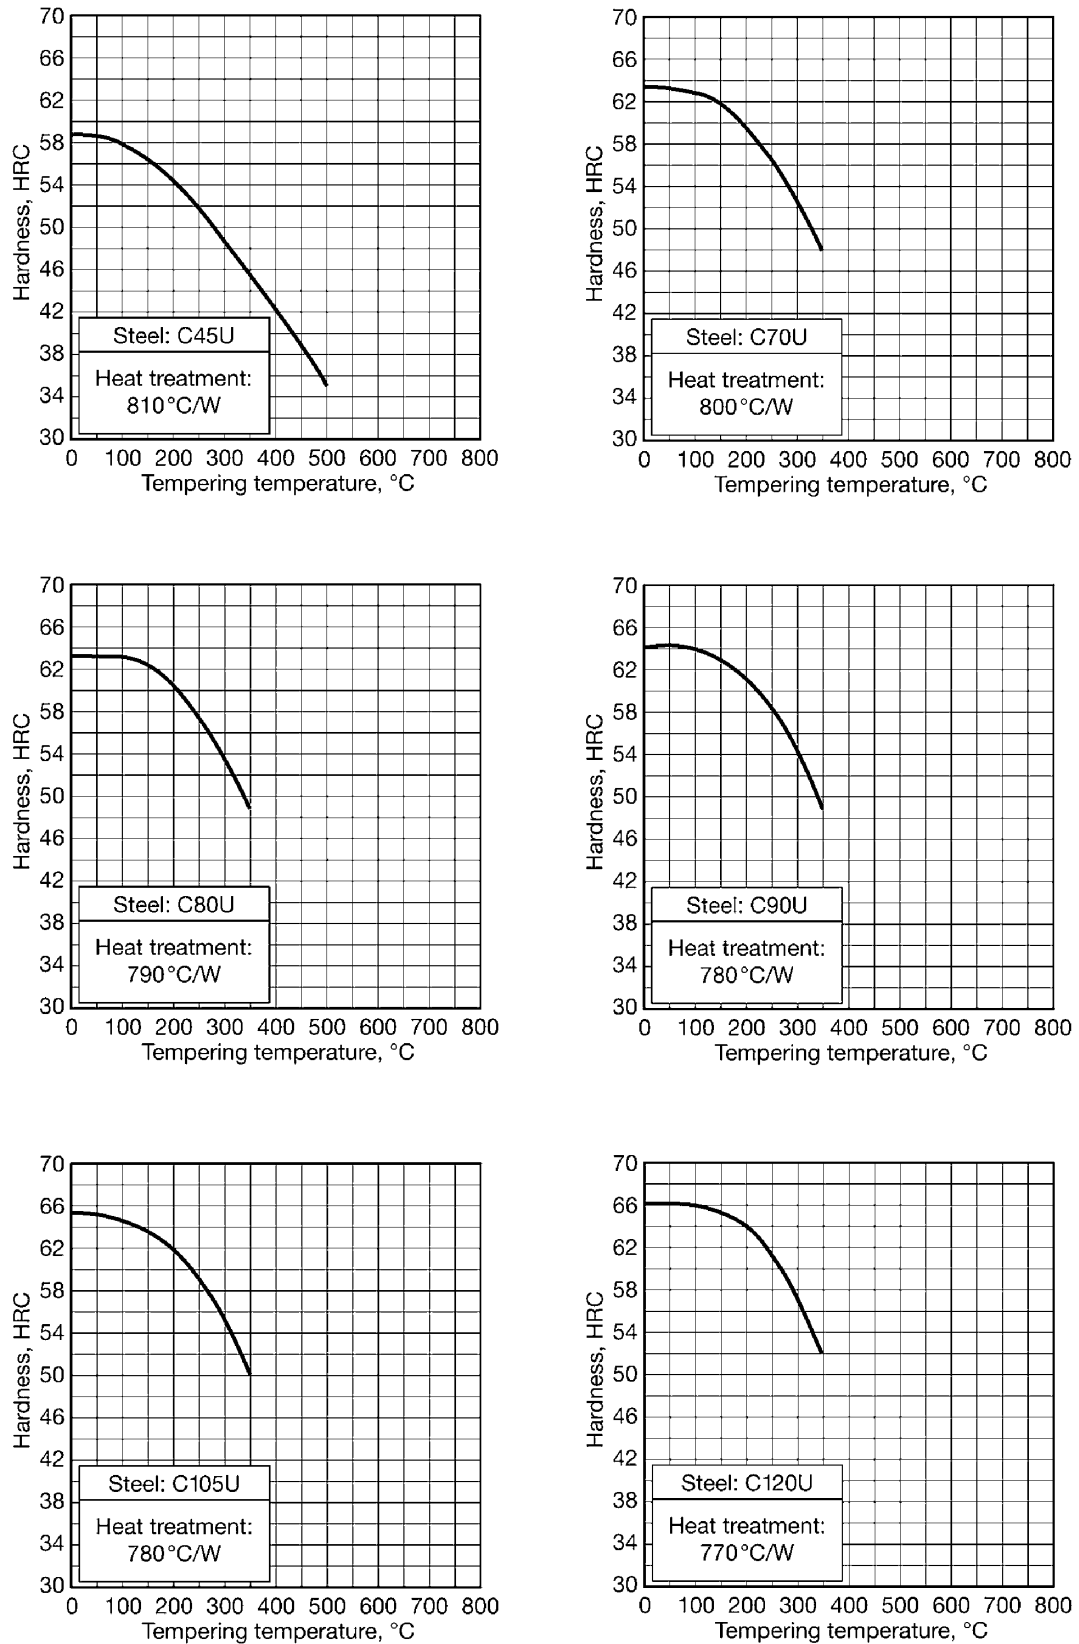 70
66
62
58
54
50
46
42
38
34
30
Hardness, HRC
Steel: C45U
Heat treatment:
810°C/W
0 100 200 300 400 500 600 700 800
Tempering temperature, °C
70
66
62
58
54
50
46
42
38
34
30
Hardness, HRC
Steel: C70U
Heat treatment:
800°C/W
0 100 200 300 400 500 600 700 800
Tempering temperature, °C
70
66
62
58
54
50
46
42
38
34
30
Hardness, HRC
Steel: C80U
Heat treatment:
790°C/W
0 100 200 300 400 500 600 700 800
Tempering temperature, °C
70
66
62
58
54
50
46
42
38
34
30
Hardness, HRC
Steel: C90U
Heat treatment:
780°C/W
0 100 200 300 400 500 600 700 800
Tempering temperature, °C
70
66
62
58
54
50
46
42
38
34
30
Hardness, HRC
Steel: C105U
Heat treatment:
780°C/W
0 100 200 300 400 500 600 700 800
Tempering temperature, °C
70
66
62
58
54
50
46
42
38
34
30
Hardness, HRC
Steel: C120U
Heat treatment:
770°C/W
0 100 200 300 400 500 600 700 800
Tempering temperature, °C